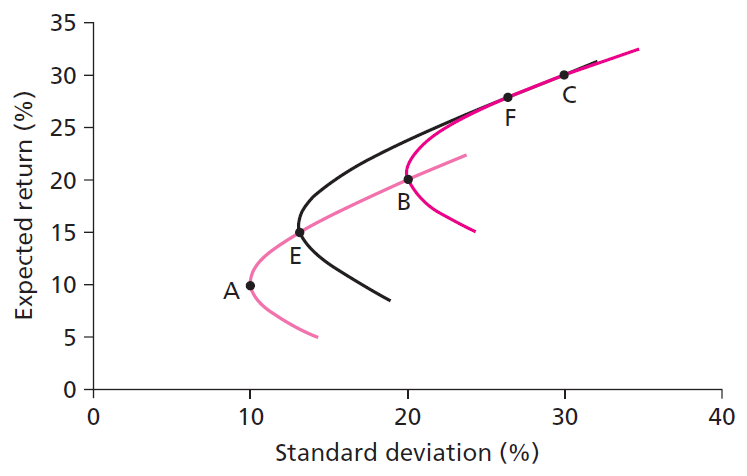 35
30
25
20
15
10
5
0
Expected return (%)
A
E
B
F
C
0
10
20
30
40
Standard deviation (%)